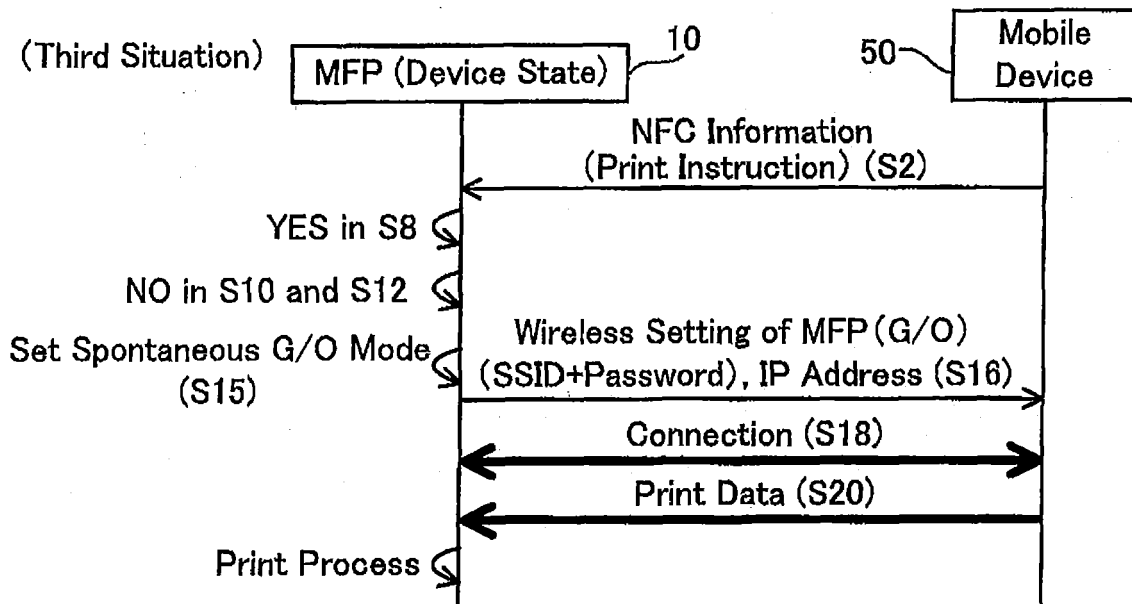 (Third Situation)
MFP (Device State)
10
50
Mobile
Device
NFC Information
(Print Instruction) (S2)
YES in S8
NO in S10 and S12
Set Spontaneous G/O Mode
(S15)
Wireless Setting of MFP(G/O)
(SSID+Password), IP Address (S16)
Connection (S18)
Print Data (S20)
Print Process